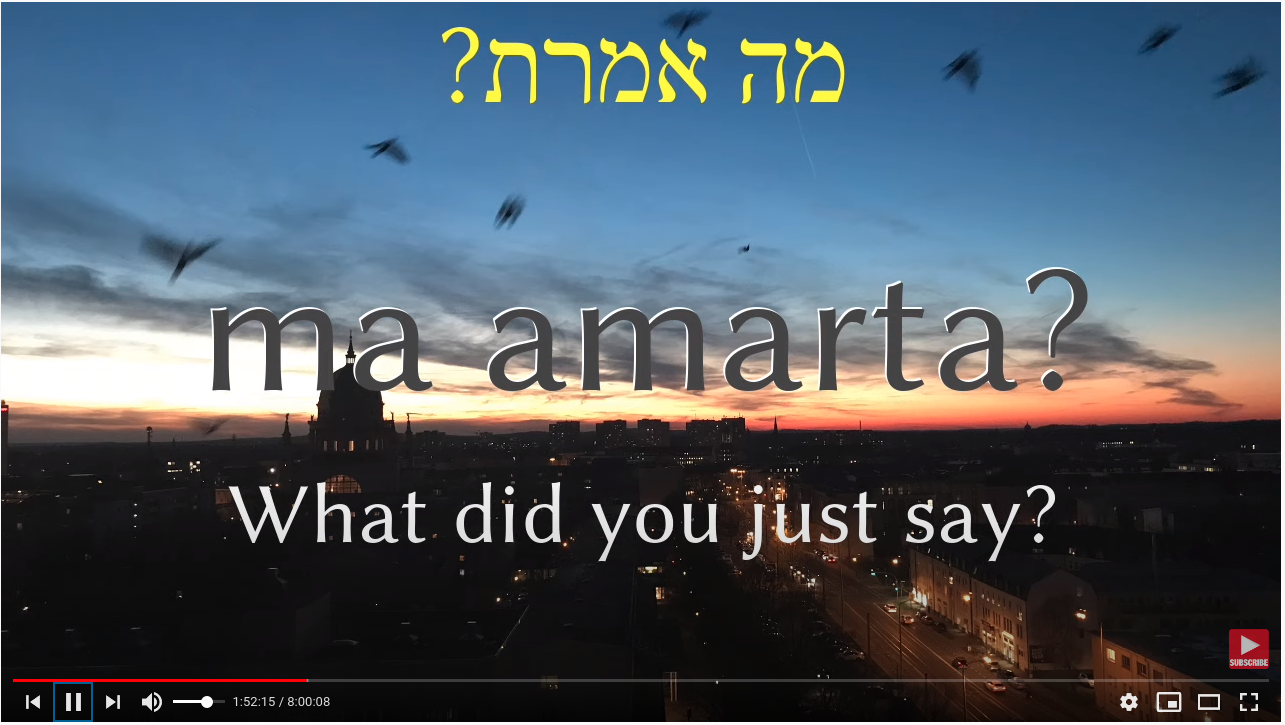 מה אמרת?
ma amarta?
What did you just say?
SUBSCRIBE
1:52:15 / 8:00:08